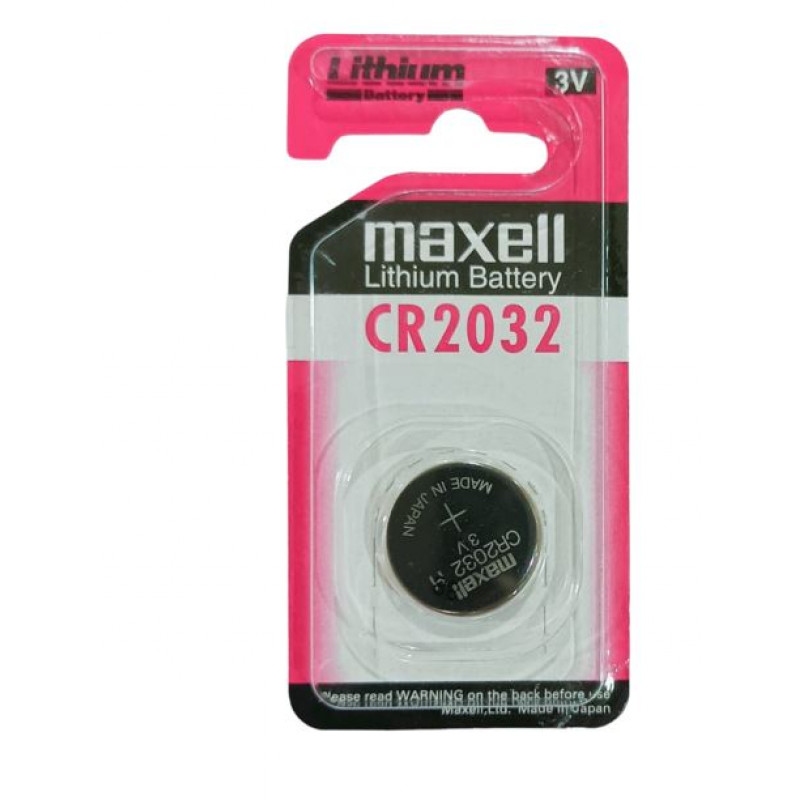 Lithium
Battery
3V
maxell
Lithium Battery
CR2032
MADE IN JAPAN
+
3V
CR2032
maxell
Please read WARNING on the back before use
Maxell,Ltd. Made in Japan